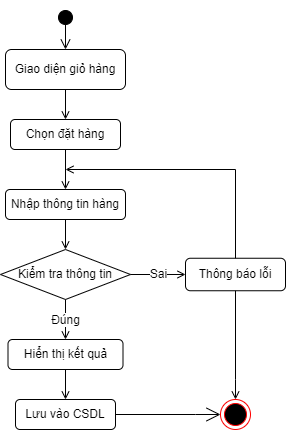 Giao diện giỏ hàng
Chọn đặt hàng
Nhập thông tin hàng
Kiểm tra thông tin
Sai
Thông báo lỗi
Đúng
Hiển thị kết quả
Lưu vào CSDL